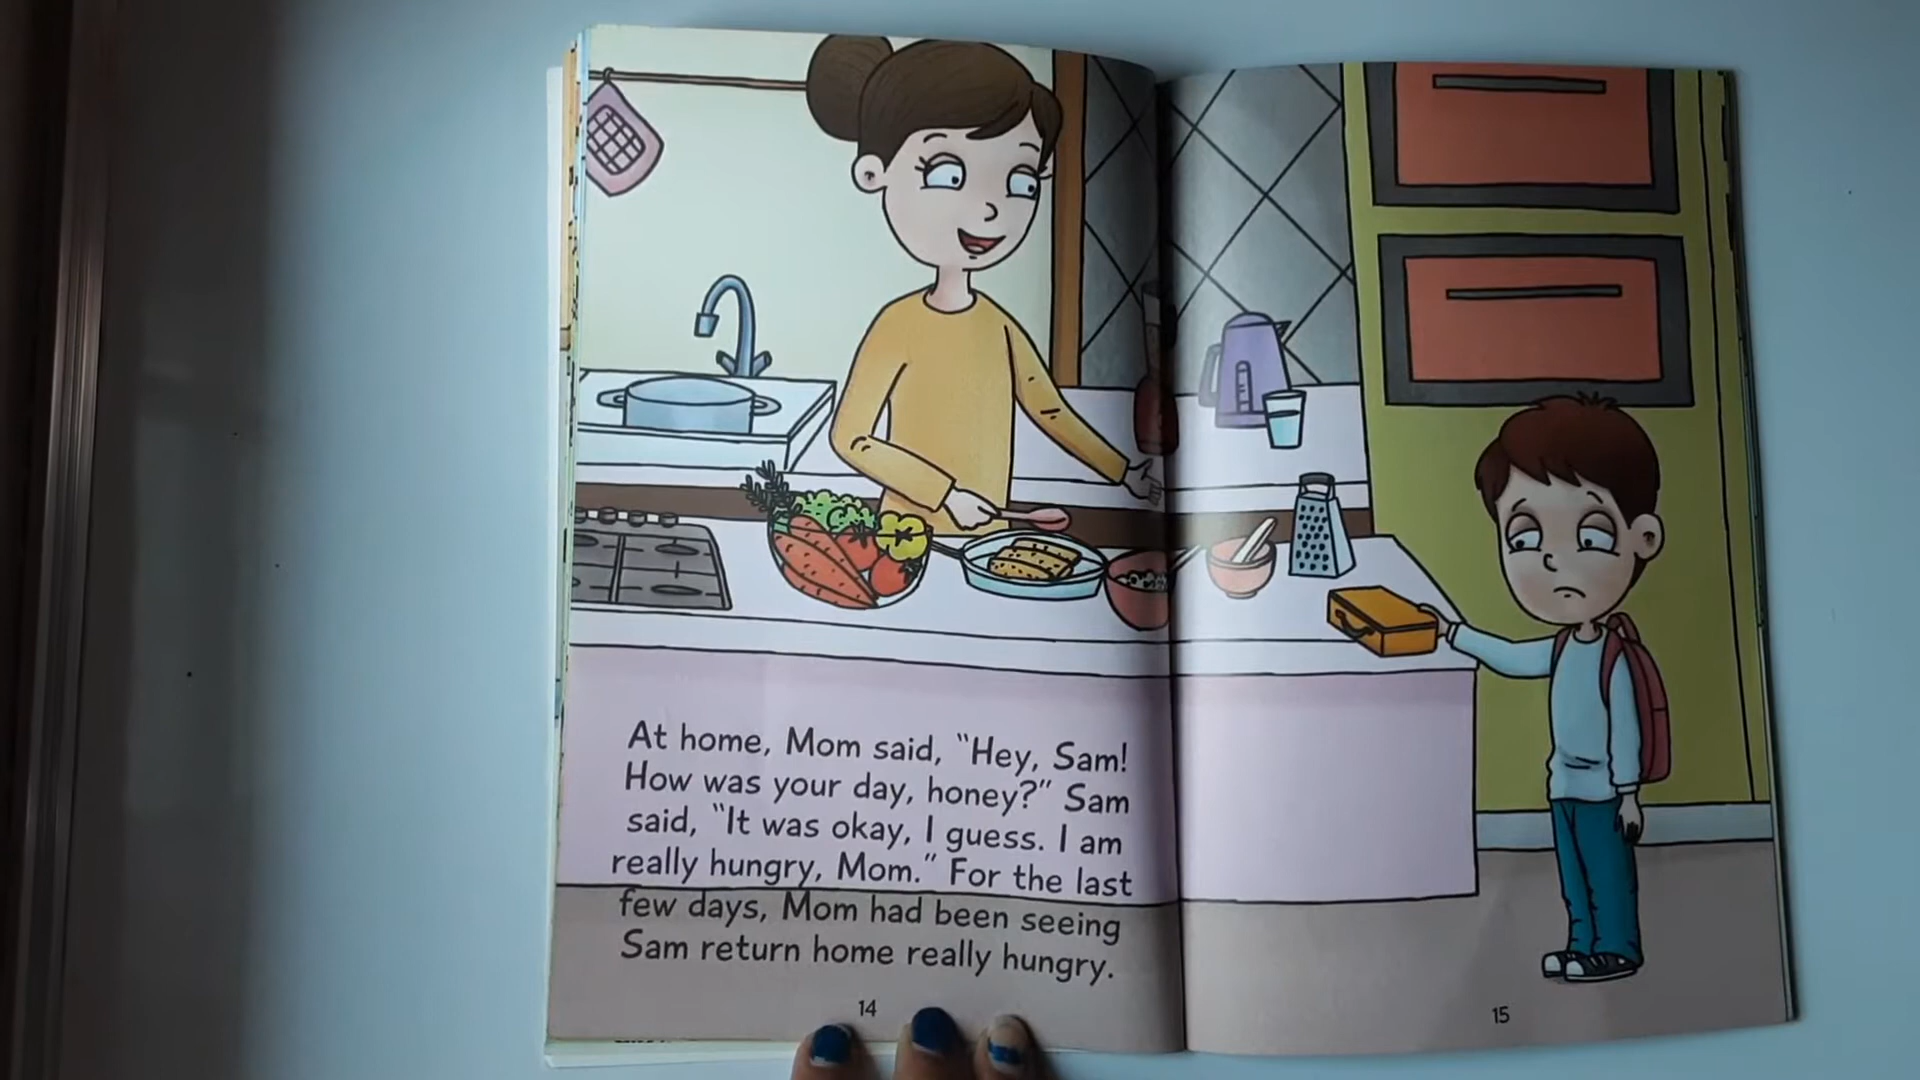 At home, Mom said, “Hey, Sam!
How was your day, honey?” Sam
said, “It was okay, I guess. I am
really hungry, Mom.” For the last
few days, Mom had been seeing
Sam return home really hungry.
14
15